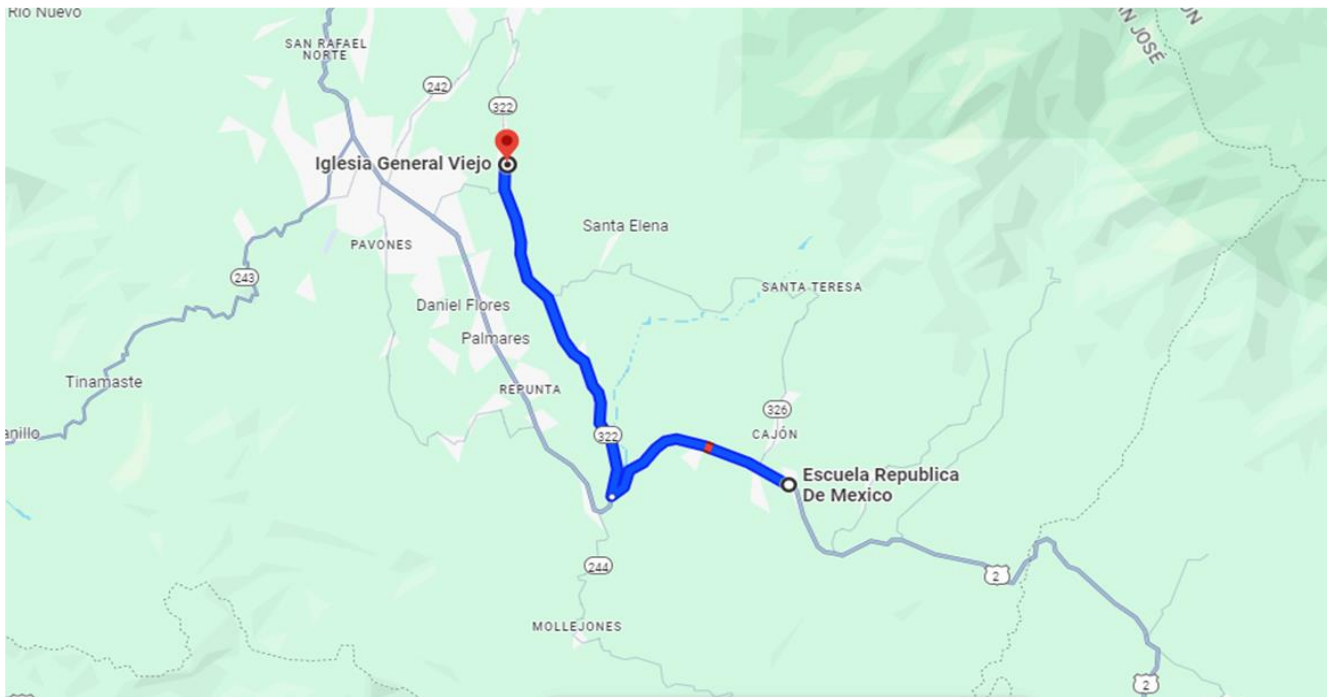 Río Nuevo
SAN RAFAEL
NORTE
242
322
SAN JOSÉ
Iglesia General Viejo
PAVONES
Santa Elena
243
SANTA TERESA
Daniel Flores
Palmares
Tinamaste
REPUNTA
326
322
CAJÓN
anillo
Escuela Republica
De Mexico
244
2
MOLLEJONES
2